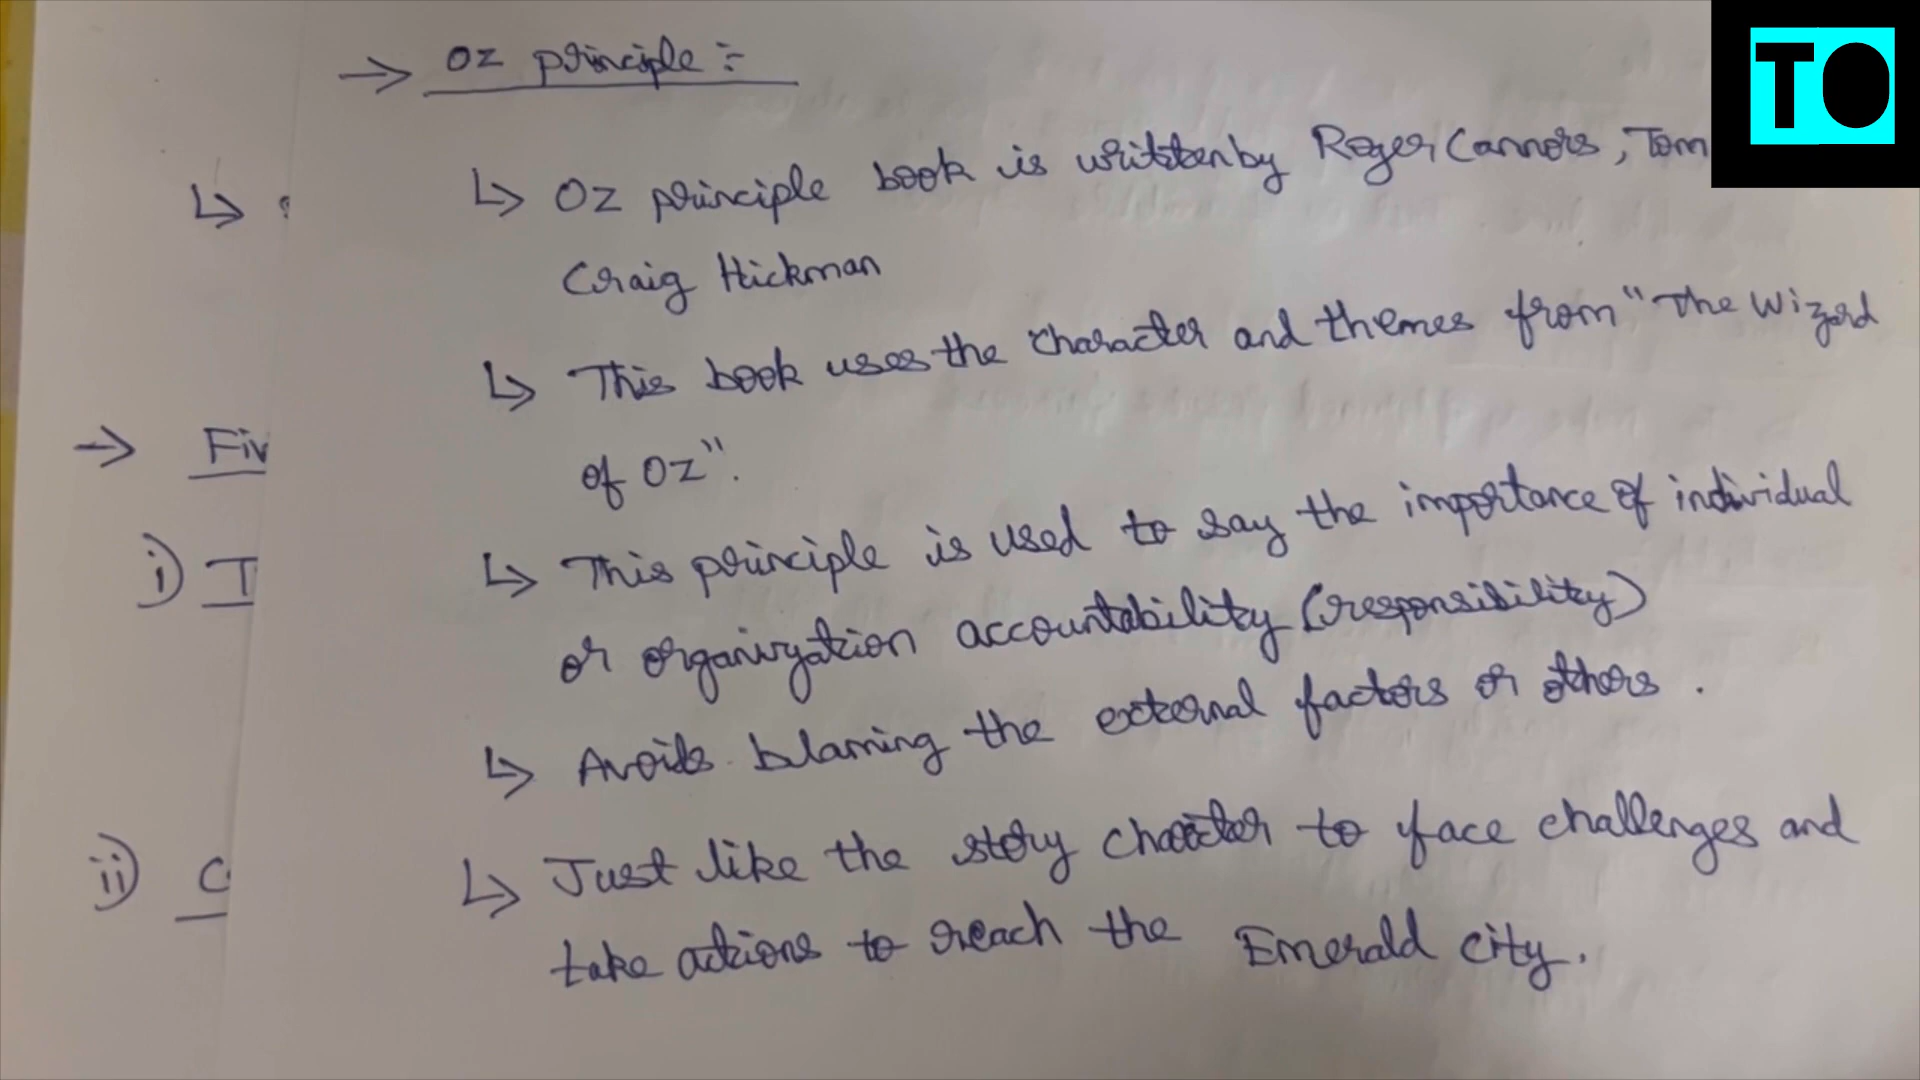 → Oz principle :-
↳ Oz principle book is written by Roger Connors, Tom
Craig Hickman
↳ This book uses the character and themes from "The Wizard
of Oz".
↳ This principle is used to say the importance of individual
or organization accountability (responsibility)
↳ Avoids blaming the external factors or others.
↳ Just like the story character to face challenges and
take actions to reach the Emerald city.
↳
→ Fiv
i) T
ii) C
TO